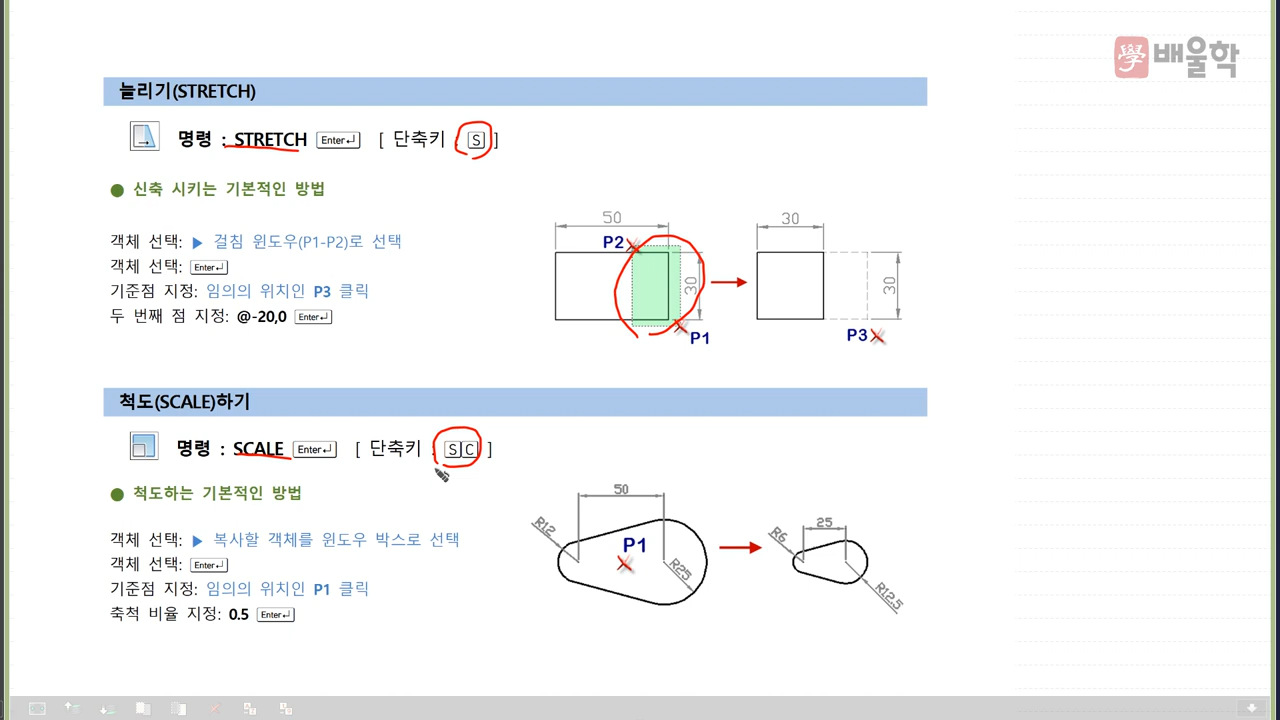 學 배울학
늘리기(STRETCH)
명령 : STRETCH Enter↵ [ 단축키 : S ]
● 신축 시키는 기본적인 방법
객체 선택: ▶ 걸침 윈도우(P1-P2)로 선택
객체 선택: Enter↵
기준점 지정: 임의의 위치인 P3 클릭
두 번째 점 지정: @-20,0 Enter↵
50
P2
30
P1
30
30
P3
척도(SCALE)하기
명령 : SCALE Enter↵ [ 단축키 : S C ]
● 척도하는 기본적인 방법
객체 선택: ▶ 복사할 객체를 윈도우 박스로 선택
객체 선택: Enter↵
기준점 지정: 임의의 위치인 P1 클릭
축척 비율 지정: 0.5 Enter↵
50
R12
P1
R25
25
R6
R12.5